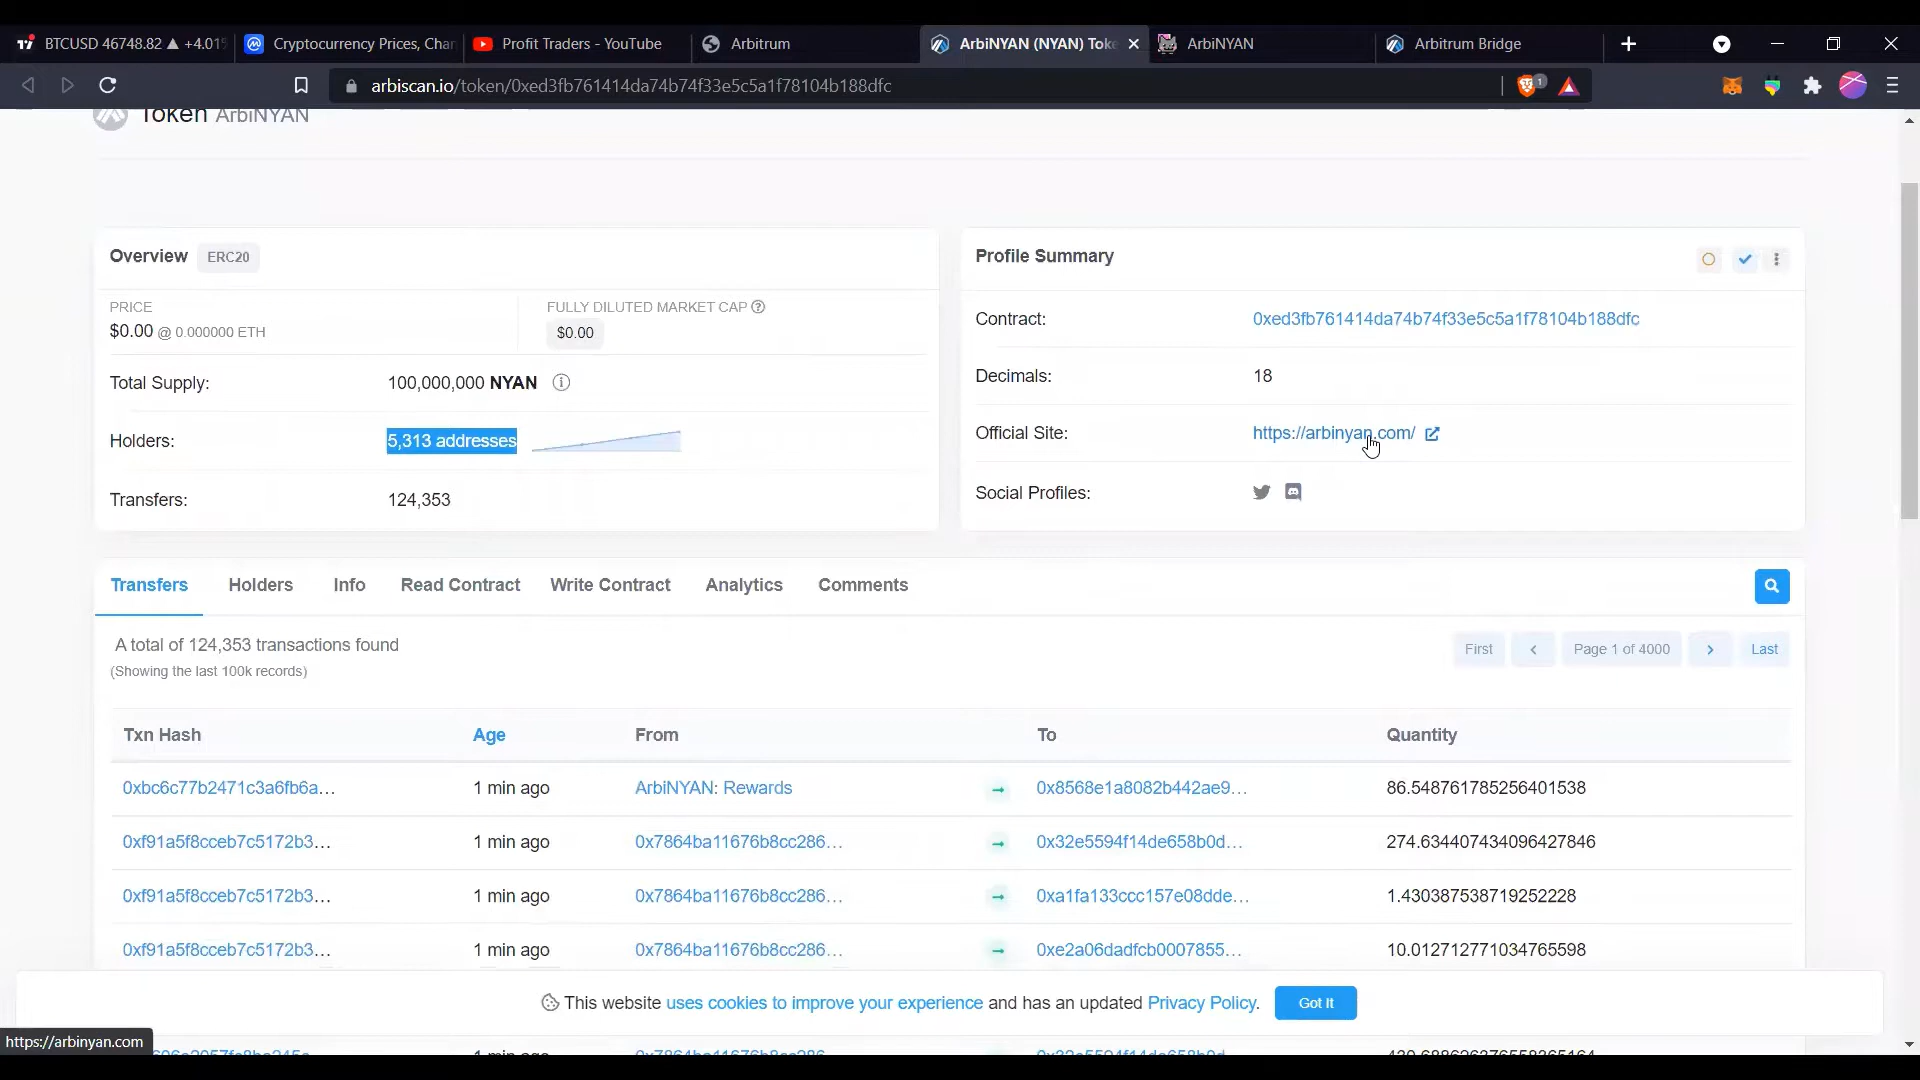 BTCUSD 46748.82 ▲ +4.01%
Cryptocurrency Prices, Char
Profit Traders - YouTube
Arbitrum
ArbiNYAN (NYAN) Toke
ArbiNYAN
Arbitrum Bridge
arbiscan.io/token/0xed3fb761414da74b74f33e5c5a1f78104b188dfc
1
Token ArbiNYAN
Overview ERC20
PRICE
$0.00 @ 0.000000 ETH
FULLY DILUTED MARKET CAP
$0.00
Total Supply: 100,000,000 NYAN
Holders: 5,313 addresses
Transfers: 124,353
Profile Summary
Contract: 0xed3fb761414da74b74f33e5c5a1f78104b188dfc
Decimals: 18
Official Site: https://arbinyan.com/
Social Profiles:
Transfers Holders Info Read Contract Write Contract Analytics Comments
A total of 124,353 transactions found
(Showing the last 100k records)
First Page 1 of 4000 Last
Txn Hash Age From To Quantity
0xbc6c77b2471c3a6fb6a... 1 min ago ArbiNYAN: Rewards 0x8568e1a8082b442ae9... 86.548761785256401538
0xf91a5f8cceb7c5172b3... 1 min ago 0x7864ba11676b8cc286... 0x32e5594f14de658b0d... 274.634407434096427846
0xf91a5f8cceb7c5172b3... 1 min ago 0x7864ba11676b8cc286... 0xa1fa133ccc157e08dde... 1.430387538719252228
0xf91a5f8cceb7c5172b3... 1 min ago 0x7864ba11676b8cc286... 0xe2a06dadfcb0007855... 10.012712771034765598
This website uses cookies to improve your experience and has an updated Privacy Policy. Got It
https://arbinyan.com